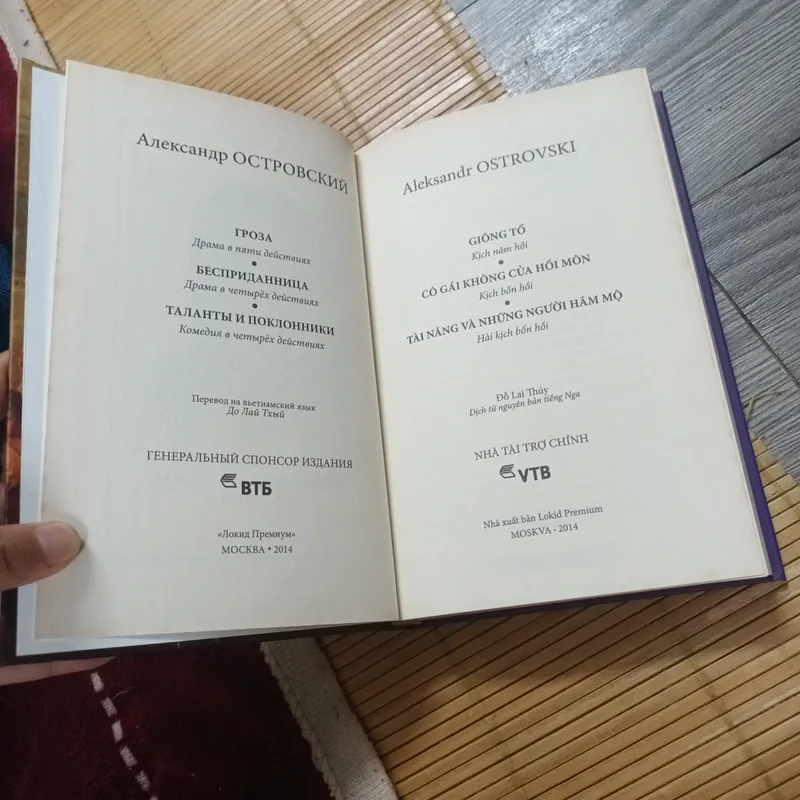 Александр ОСТРОВСКИЙ
ГРОЗА
Драма в пяти действиях
•
БЕСПРИДАННИЦА
Драма в четырёх действиях
•
ТАЛАНТЫ И ПОКЛОННИКИ
Комедия в четырёх действиях
Перевод на вьетнамский язык
До Лай Тхый
ГЕНЕРАЛЬНЫЙ СПОНСОР ИЗДАНИЯ
ВТБ
«Локид Премиум»
МОСКВА • 2014
Aleksandr OSTROVSKI
GIÔNG TỐ
Kịch năm hồi
•
CÔ GÁI KHÔNG CỦA HỒI MÔN
Kịch bốn hồi
•
TÀI NĂNG VÀ NHỮNG NGƯỜI HÂM MỘ
Hài kịch bốn hồi
Đỗ Lai Thúy
Dịch từ nguyên bản tiếng Nga
NHÀ TÀI TRỢ CHÍNH
VTB
Nhà xuất bản Lokid Premium
MOSKVA • 2014